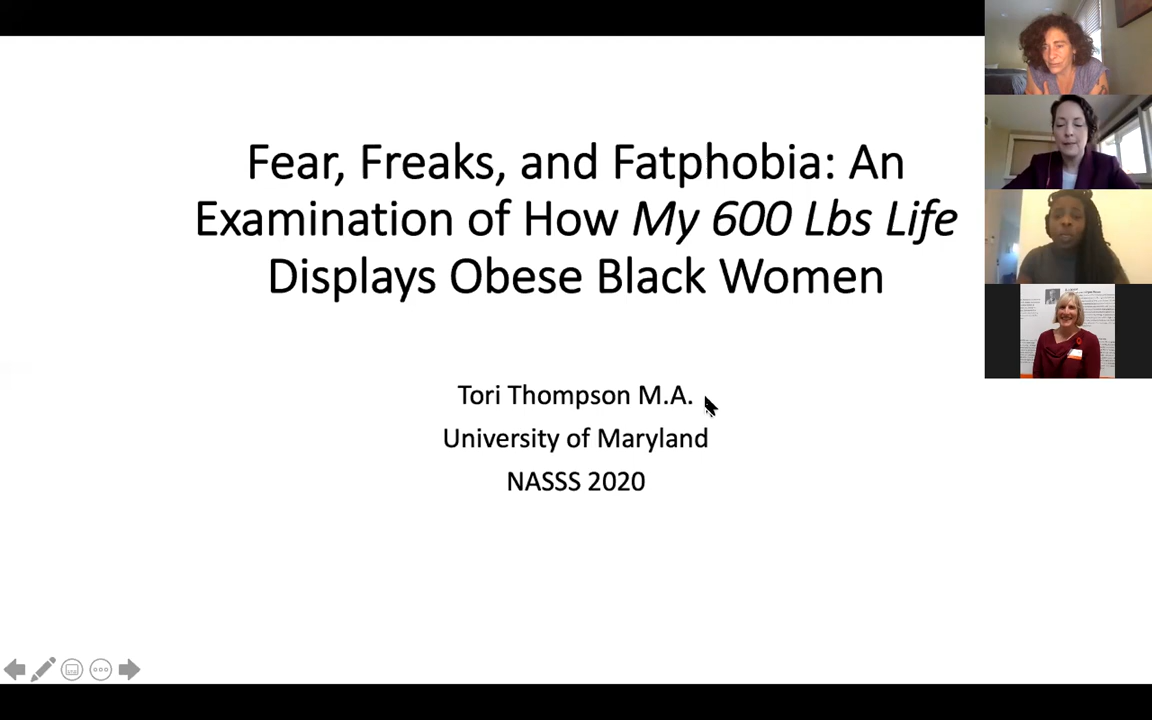 Fear, Freaks, and Fatphobia: An
Examination of How My 600 Lbs Life
Displays Obese Black Women
Tori Thompson M.A.
University of Maryland
NASSS 2020